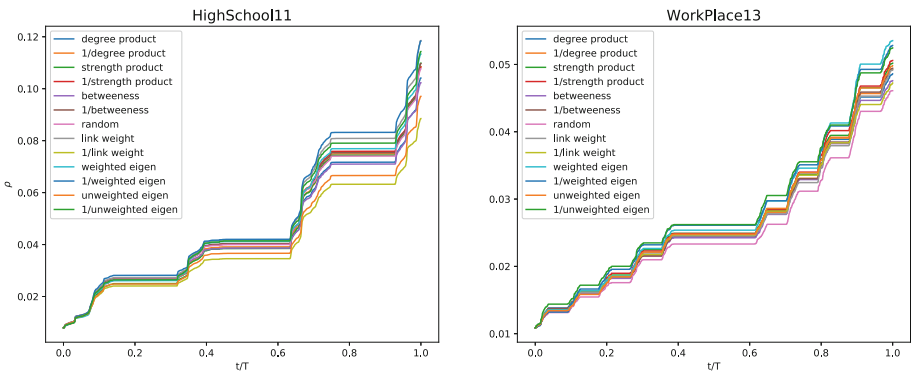 HighSchool11
0.12
0.10
0.08
0.06
0.04
0.02
ρ
degree product
1/degree product
strength product
1/strength product
betweeness
1/betweeness
random
link weight
1/link weight
weighted eigen
1/weighted eigen
unweighted eigen
1/unweighted eigen
0.0 0.2 0.4 0.6 0.8 1.0
t/T
WorkPlace13
0.05
0.04
0.03
0.02
0.01
degree product
1/degree product
strength product
1/strength product
betweeness
1/betweeness
random
link weight
1/link weight
weighted eigen
1/weighted eigen
unweighted eigen
1/unweighted eigen
0.0 0.2 0.4 0.6 0.8 1.0
t/T